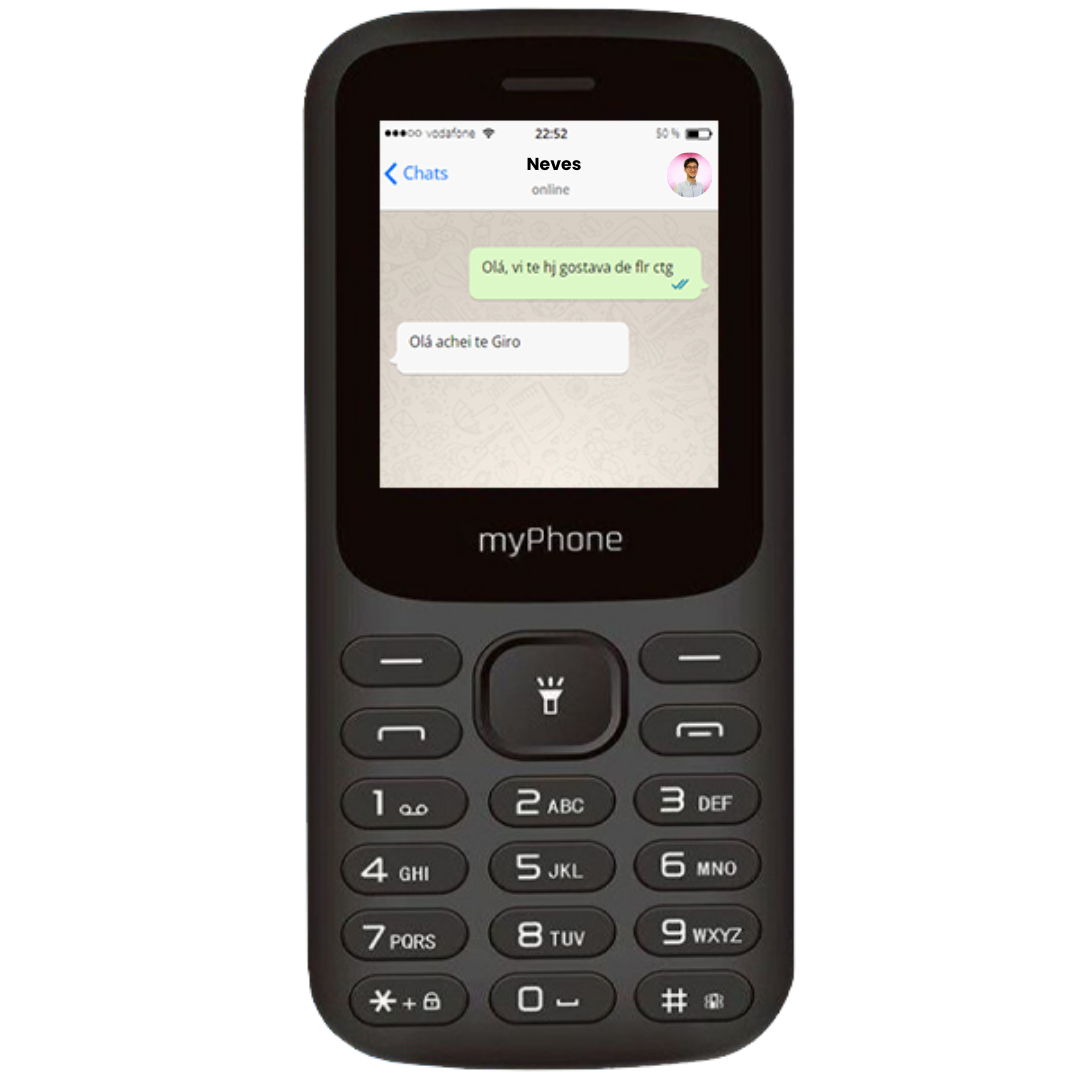 vodafone 22:52 50 %
Chats Neves
online
Olá, vi te hj gostava de flr ctg
Olá achei te Giro
myPhone
1 2 ABC 3 DEF
4 GHI 5 JKL 6 MNO
7 PQRS 8 TUV 9 WXYZ
* + 0 #